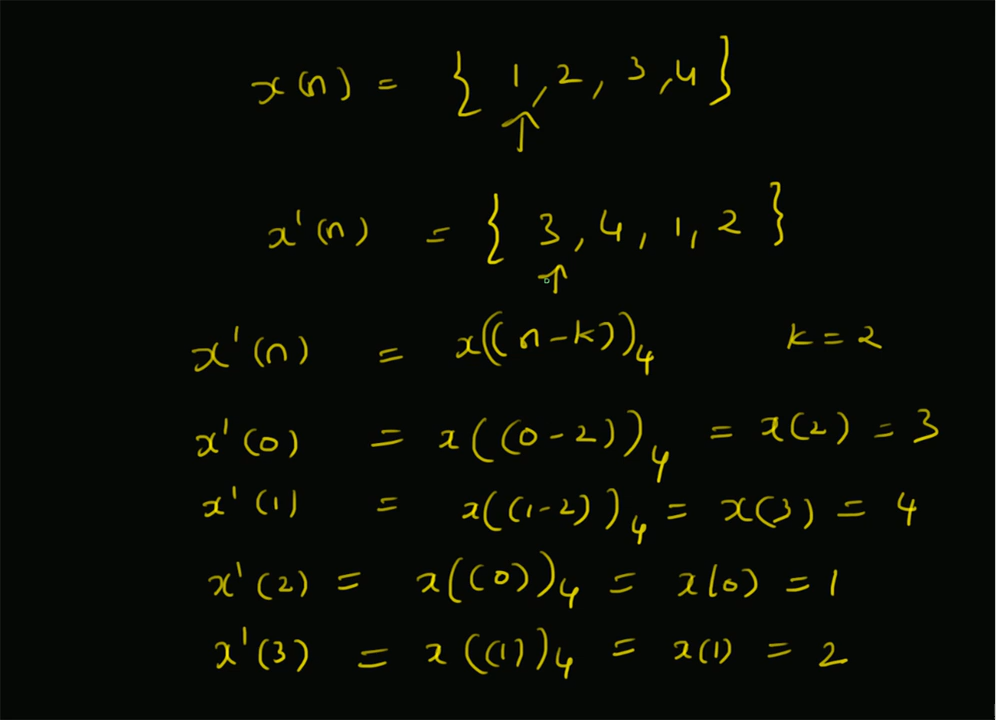 x(n) = { 1, 2, 3, 4 }
↑
x'(n) = { 3, 4, 1, 2 }
↑
x'(n) = x((n-k))₄ k = 2
x'(0) = x((0-2))₄ = x(2) = 3
x'(1) = x((1-2))₄ = x(3) = 4
x'(2) = x((0))₄ = x(0) = 1
x'(3) = x((1))₄ = x(1) = 2